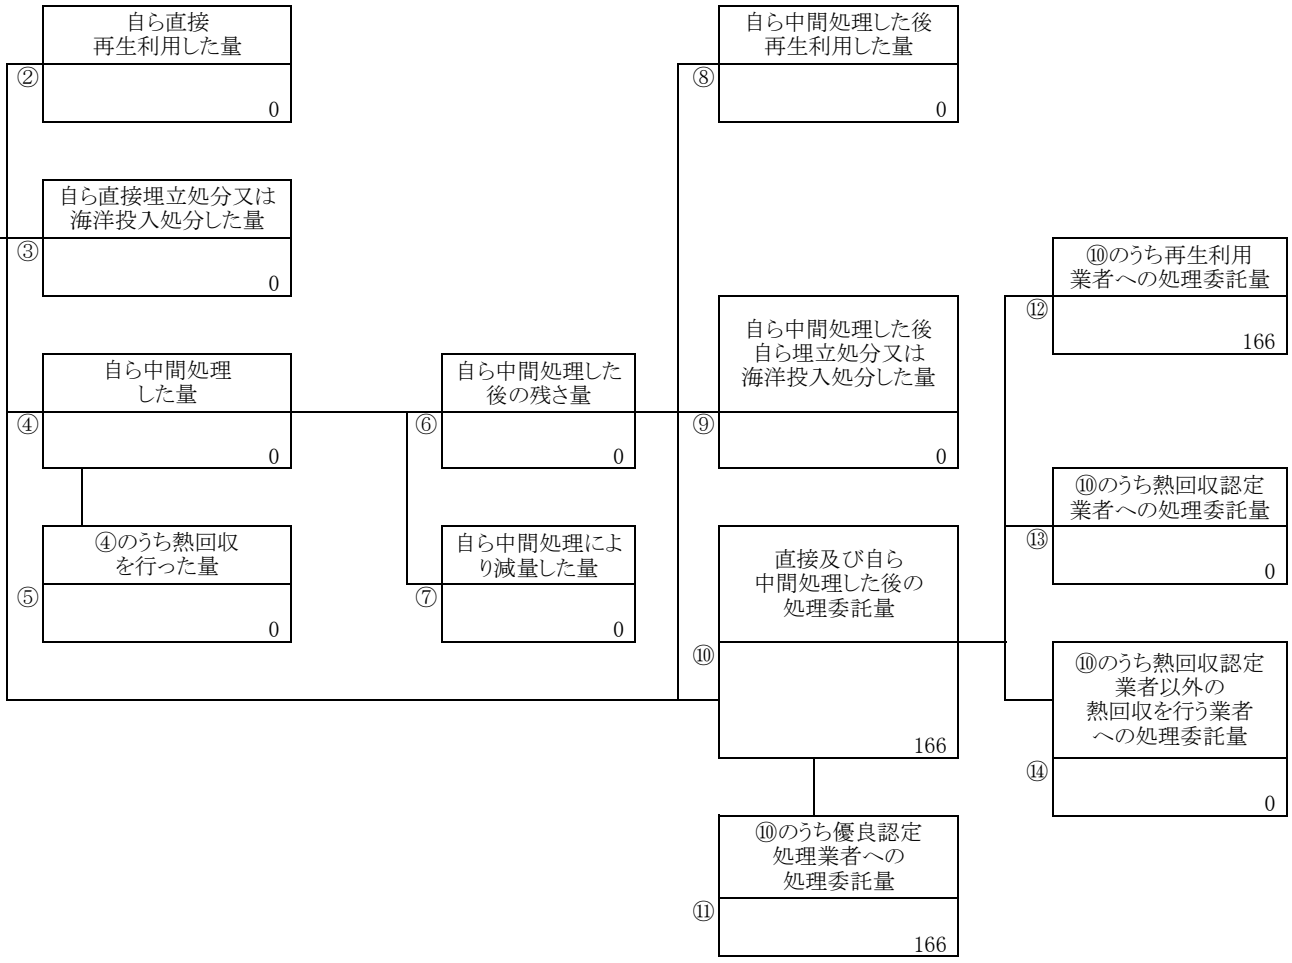 自ら直接
再生利用した量
②
0
自ら直接埋立処分又は
海洋投入処分した量
③
0
自ら中間処理
した量
④
0
④のうち熱回収
を行った量
⑤
0
自ら中間処理した
後の残さ量
⑥
0
自ら中間処理によ
り減量した量
⑦
0
自ら中間処理した後
再生利用した量
⑧
0
自ら中間処理した後
自ら埋立処分又は
海洋投入処分した量
⑨
0
直接及び自ら
中間処理した後の
処理委託量
⑩
166
⑩のうち優良認定
処理業者への
処理委託量
⑪
166
⑩のうち再生利用
業者への処理委託量
⑫
166
⑩のうち熱回収認定
業者への処理委託量
⑬
0
⑩のうち熱回収認定
業者以外の
熱回収を行う業者
への処理委託量
⑭
0